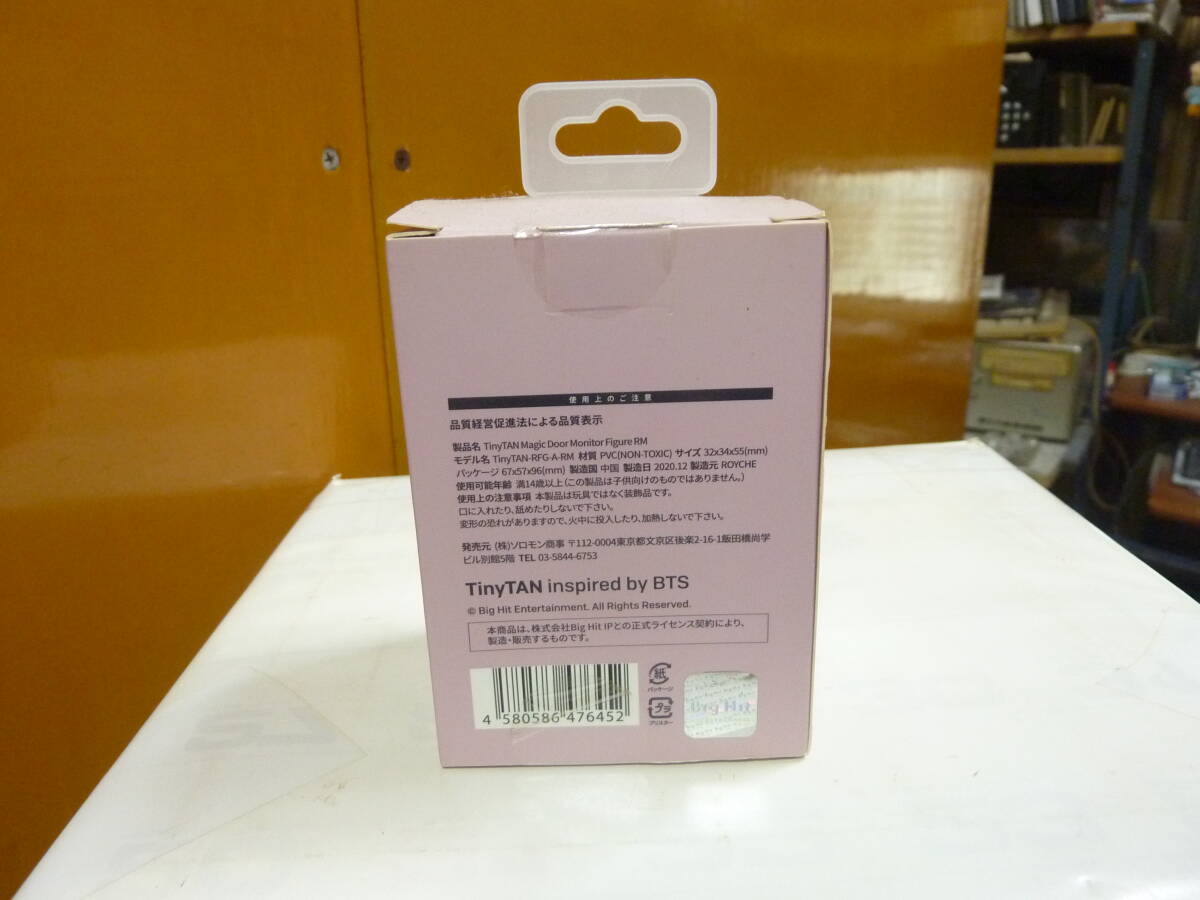 使用上のご注意
品質経営促進法による品質表示
製品名 TinyTAN Magic Door Monitor Figure RM
モデル名 TinyTAN-RFG-A-RM 材質 PVC(NON-TOXIC) サイズ 32x34x55(mm)
パッケージ 67x57x96(mm) 製造国 中国 製造日 2020.12 製造元 ROYCHE
使用可能年齢 満14歳以上(この製品は子供向けのものではありません。)
使用上の注意事項 本製品は玩具ではなく装飾品です。
口に入れたり、舐めたりしないで下さい。
変形の恐れがありますので、火中に投入したり、加熱しないで下さい。
発売元 (株)ソロモン商事 〒112-0004東京都文京区後楽2-16-1飯田橋尚学
ビル別館5階 TEL 03-5844-6753
TinyTAN inspired by BTS
© Big Hit Entertainment. All Rights Reserved.
本商品は、株式会社Big Hit IPとの正式ライセンス契約により、
製造・販売するものです。
4 580586 476452
紙
パッケージ
プラ
ブリスター
Big Hit